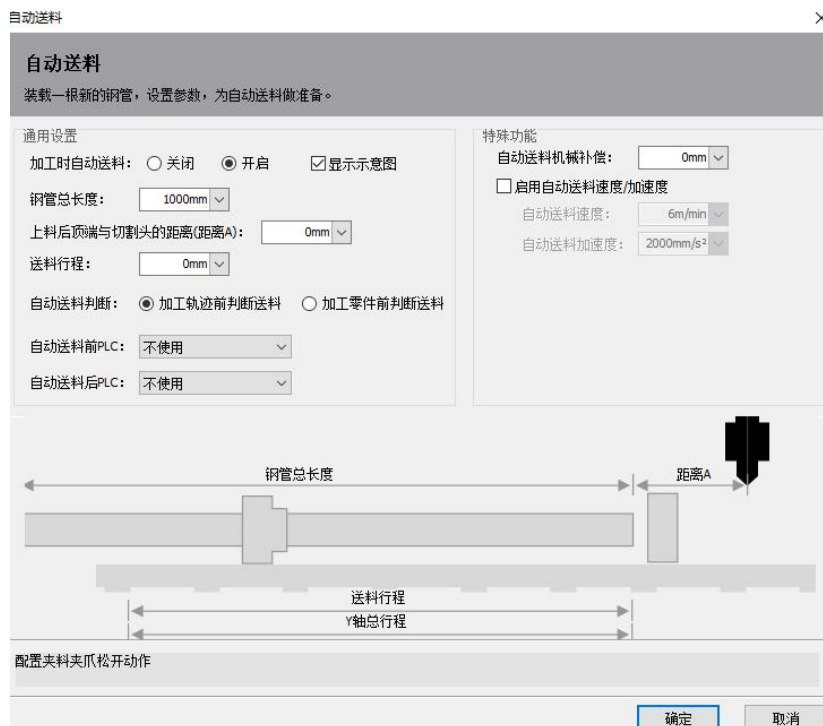 自动送料
自动送料
装载一根新的钢管，设置参数，为自动送料做准备。
通用设置
加工时自动送料： 关闭 开启 显示示意图
钢管总长度： 1000mm
上料后顶端与切割头的距离(距离A)： 0mm
送料行程： 0mm
自动送料判断： 加工轨迹前判断送料 加工零件前判断送料
自动送料前PLC： 不使用
自动送料后PLC： 不使用
特殊功能
自动送料机械补偿： 0mm
启用自动送料速度/加速度
自动送料速度： 6m/min
自动送料加速度： 2000mm/s²
钢管总长度 距离A
送料行程
Y轴总行程
配置夹料夹爪松开动作
确定 取消